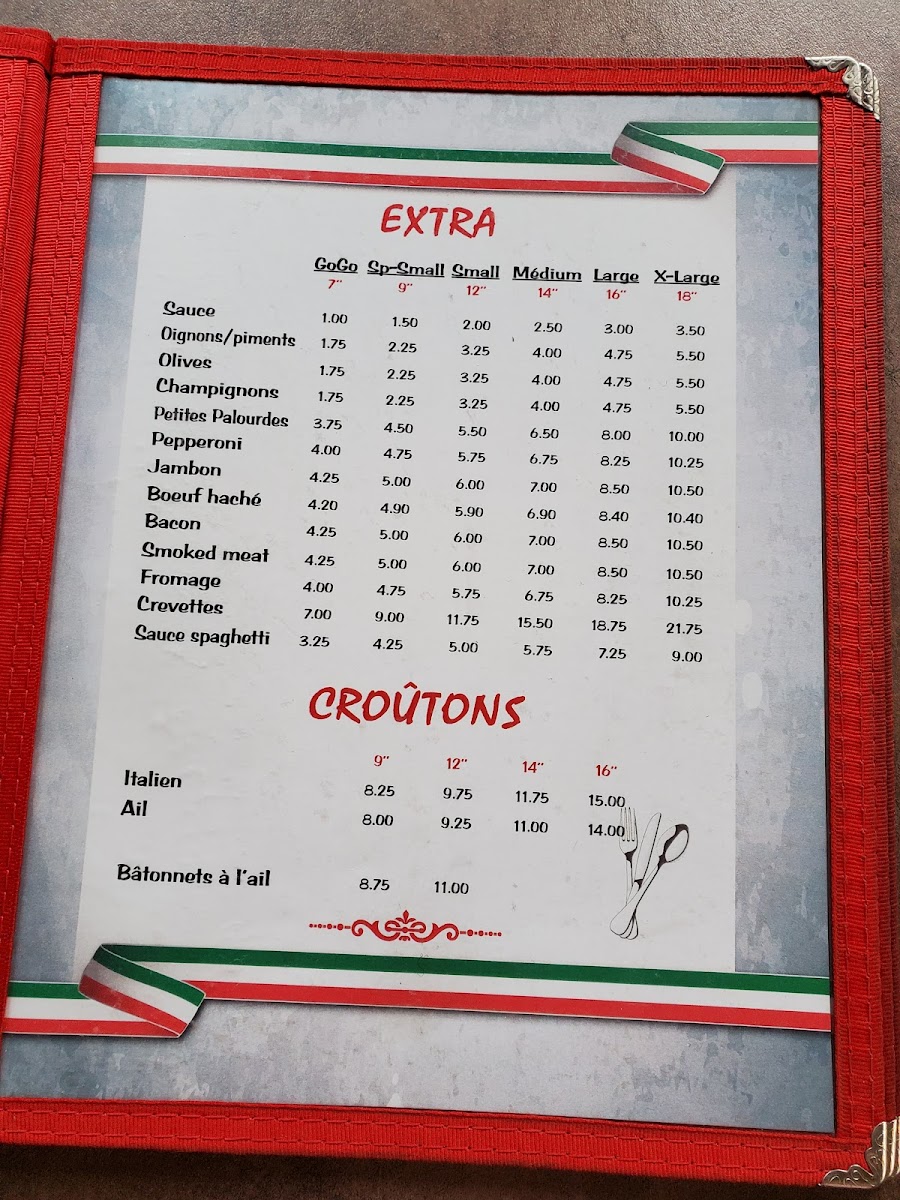 EXTRA
GoGo Sp-Small Small Médium Large X-Large
7" 9" 12" 14" 16" 18"
Sauce 1.00 1.50 2.00 2.50 3.00 3.50
Oignons/piments 1.75 2.25 3.25 4.00 4.75 5.50
Olives 1.75 2.25 3.25 4.00 4.75 5.50
Champignons 1.75 2.25 3.25 4.00 4.75 5.50
Petites Palourdes 3.75 4.50 5.50 6.50 8.00 10.00
Pepperoni 4.00 4.75 5.75 6.75 8.25 10.25
Jambon 4.25 5.00 6.00 7.00 8.50 10.50
Boeuf haché 4.20 4.90 5.90 6.90 8.40 10.40
Bacon 4.25 5.00 6.00 7.00 8.50 10.50
Smoked meat 4.25 5.00 6.00 7.00 8.50 10.50
Fromage 4.00 4.75 5.75 6.75 8.25 10.25
Crevettes 7.00 9.00 11.75 15.50 18.75 21.75
Sauce spaghetti 3.25 4.25 5.00 5.75 7.25 9.00
CROÛTONS
9" 12" 14" 16"
Italien 8.25 9.75 11.75 15.00
Ail 8.00 9.25 11.00 14.00
Bâtonnets à l'ail 8.75 11.00